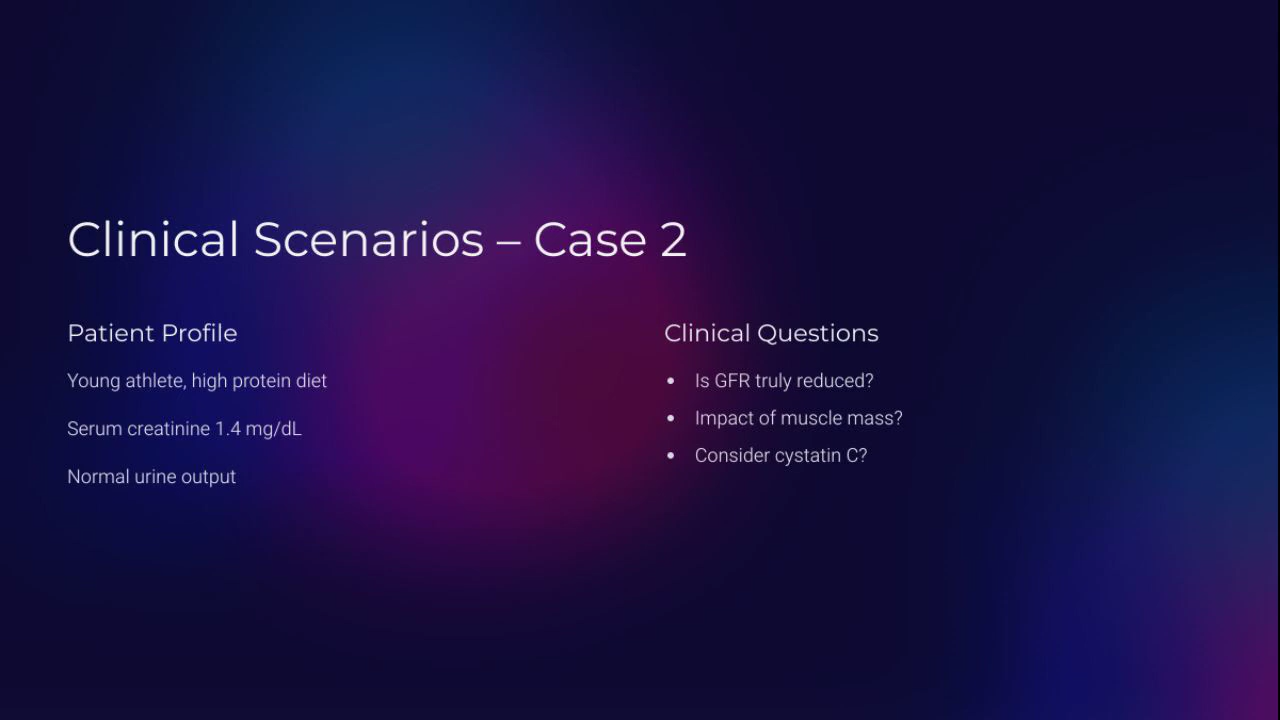 Clinical Scenarios – Case 2
Patient Profile
Young athlete, high protein diet
Serum creatinine 1.4 mg/dL
Normal urine output
Clinical Questions
• Is GFR truly reduced?
• Impact of muscle mass?
• Consider cystatin C?